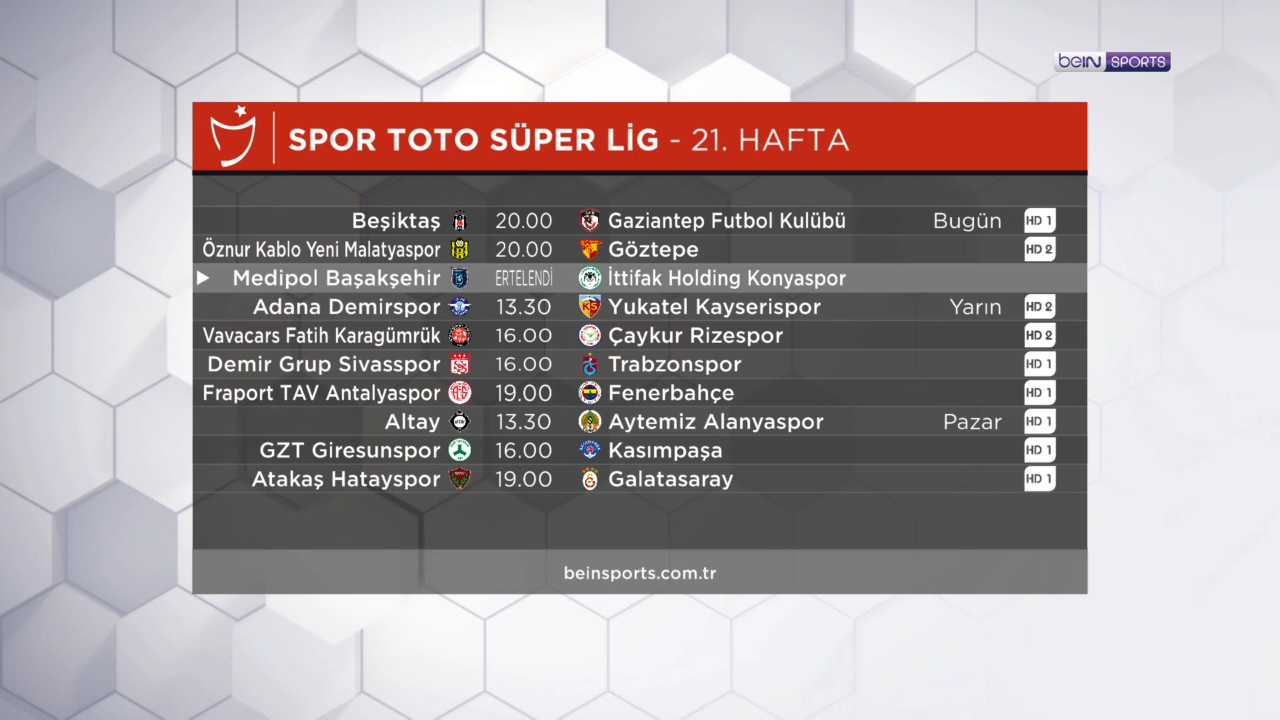 beIN SPORTS
SPOR TOTO SÜPER LİG - 21. HAFTA
Beşiktaş 20.00 Gaziantep Futbol Kulübü Bugün HD 1
Öznur Kablo Yeni Malatyaspor 20.00 Göztepe HD 2
Medipol Başakşehir ERTELENDİ İttifak Holding Konyaspor
Adana Demirspor 13.30 Yukatel Kayserispor Yarın HD 2
Vavacars Fatih Karagümrük 16.00 Çaykur Rizespor HD 2
Demir Grup Sivasspor 16.00 Trabzonspor HD 1
Fraport TAV Antalyaspor 19.00 Fenerbahçe HD 1
Altay 13.30 Aytemiz Alanyaspor Pazar HD 1
GZT Giresunspor 16.00 Kasımpaşa HD 1
Atakaş Hatayspor 19.00 Galatasaray HD 1
beinsports.com.tr